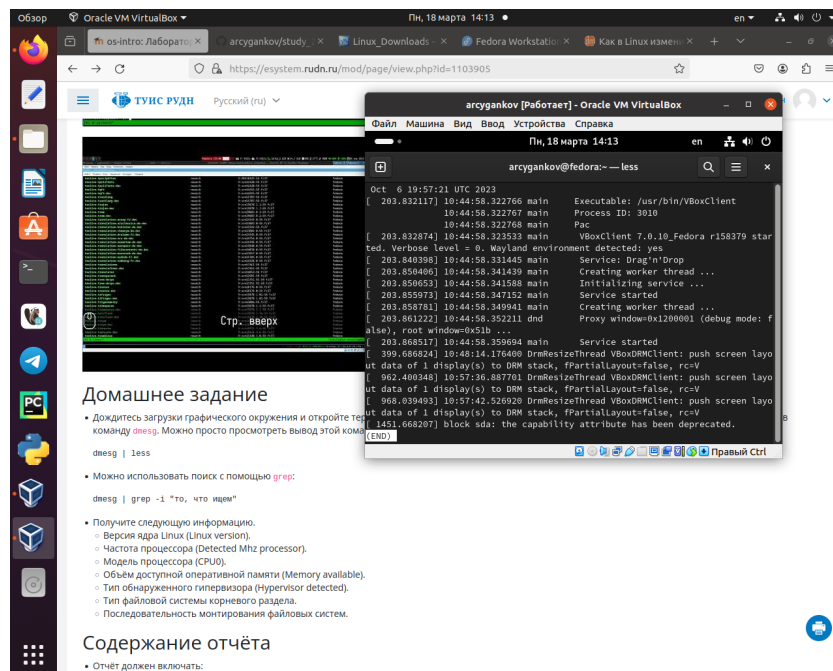 Обзор
Oracle VM VirtualBox
Пн, 18 марта 14:13
en
os-intro: Лаборатор
arcygankov/study_
Linux_Downloads –
Fedora Workstation
Как в Linux измени
https://esystem.rudn.ru/mod/page/view.php?id=1103905
ТУИС РУДН
Русский (ru)
Стр. вверх
Домашнее задание
Дождитесь загрузки графического окружения и откройте тер
в
команду dmesg. Можно просто просмотреть вывод этой кома
dmesg | less
Можно использовать поиск с помощью grep:
dmesg | grep -i "то, что ищем"
Получите следующую информацию.
Версия ядра Linux (Linux version).
Частота процессора (Detected Mhz processor).
Модель процессора (CPU0).
Объём доступной оперативной памяти (Memory available).
Тип обнаруженного гипервизора (Hypervisor detected).
Тип файловой системы корневого раздела.
Последовательность монтирования файловых систем.
Содержание отчёта
Отчёт должен включать:
arcygankov [Работает] - Oracle VM VirtualBox
Файл Машина Вид Ввод Устройства Справка
Пн, 18 марта 14:13
en
arcygankov@fedora:~ — less
Oct 6 19:57:21 UTC 2023
[ 203.832117] 10:44:58.322766 main Executable: /usr/bin/VBoxClient
10:44:58.322767 main Process ID: 3010
10:44:58.322768 main Pac
[ 203.832874] 10:44:58.323533 main VBoxClient 7.0.10_Fedora r158379 star
ted. Verbose level = 0. Wayland environment detected: yes
[ 203.840398] 10:44:58.331445 main Service: Drag'n'Drop
[ 203.850406] 10:44:58.341439 main Creating worker thread ...
[ 203.850653] 10:44:58.341588 main Initializing service ...
[ 203.855973] 10:44:58.347152 main Service started
[ 203.858781] 10:44:58.349941 main Creating worker thread ...
[ 203.861222] 10:44:58.352211 dnd Proxy window=0x1200001 (debug mode: f
alse), root window=0x51b ...
[ 203.868517] 10:44:58.359694 main Service started
[ 399.686824] 10:48:14.176400 DrmResizeThread VBoxDRMClient: push screen layo
ut data of 1 display(s) to DRM stack, fPartialLayout=false, rc=V
[ 962.400348] 10:57:36.887701 DrmResizeThread VBoxDRMClient: push screen layo
ut data of 1 display(s) to DRM stack, fPartialLayout=false, rc=V
[ 968.039493] 10:57:42.526920 DrmResizeThread VBoxDRMClient: push screen layo
ut data of 1 display(s) to DRM stack, fPartialLayout=false, rc=V
[ 1451.668207] block sda: the capability attribute has been deprecated.
(END)
Правый Ctrl